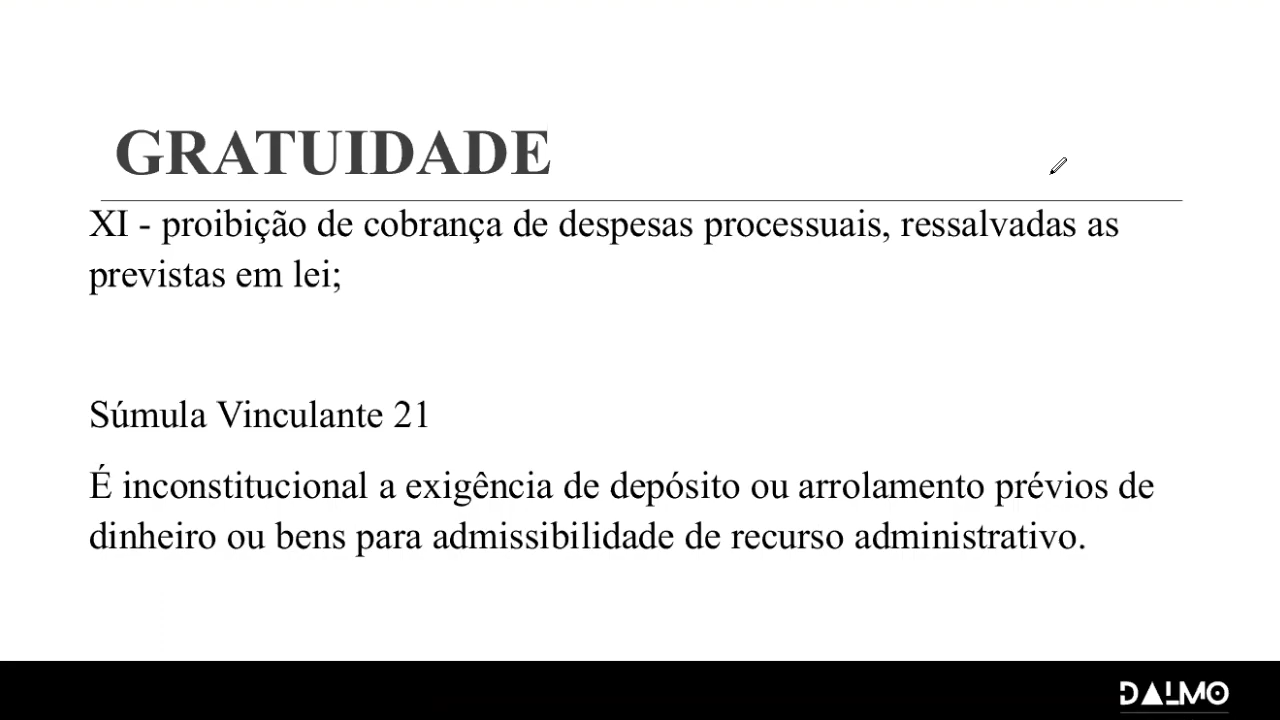 GRATUIDADE
XI - proibição de cobrança de despesas processuais, ressalvadas as
previstas em lei;
Súmula Vinculante 21
É inconstitucional a exigência de depósito ou arrolamento prévios de
dinheiro ou bens para admissibilidade de recurso administrativo.
DALMO